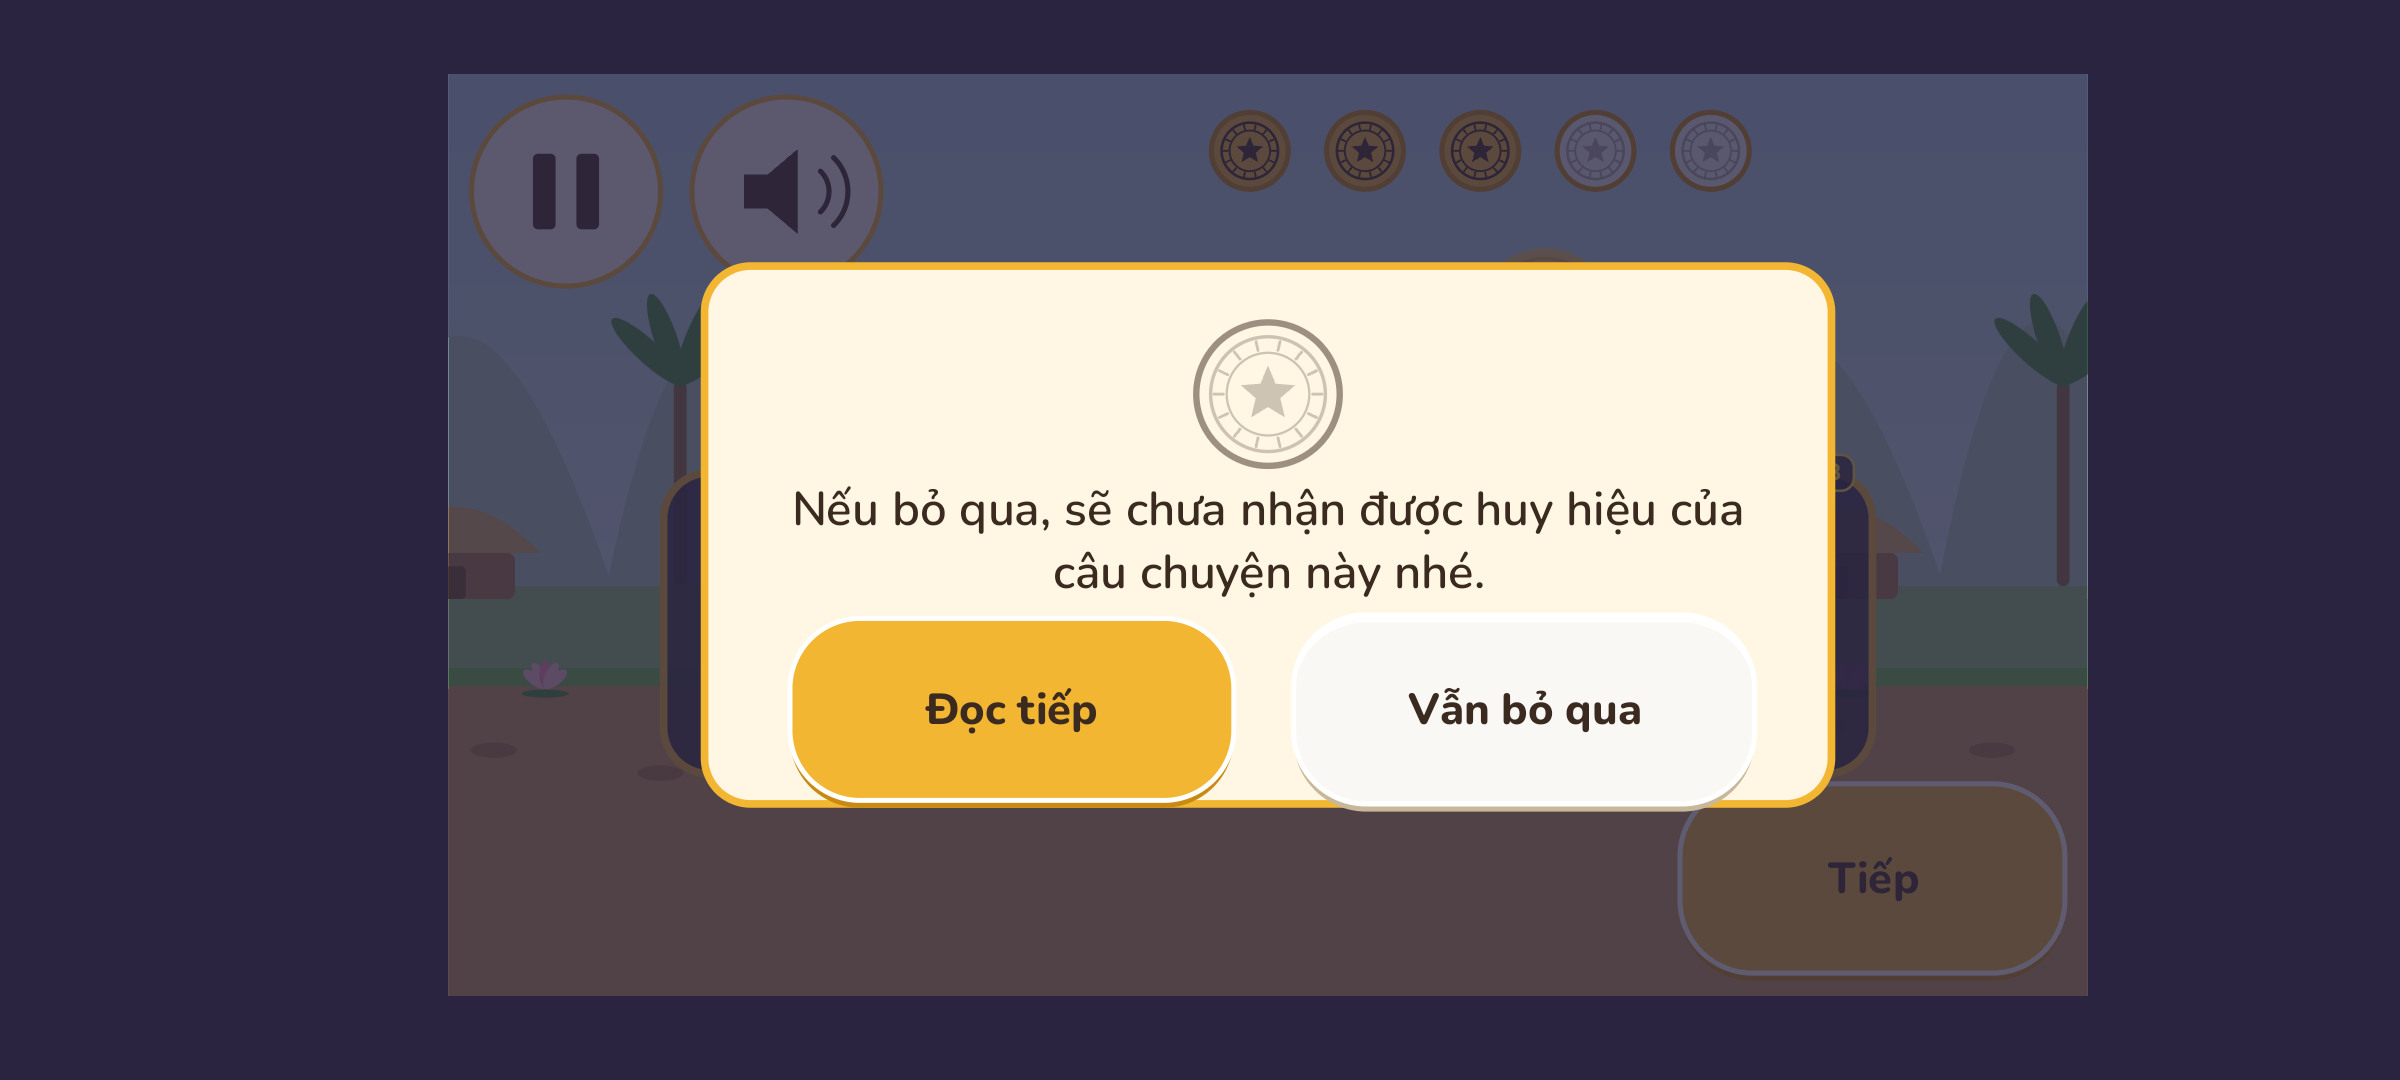 Nếu bỏ qua, sẽ chưa nhận được huy hiệu của
câu chuyện này nhé.
Đọc tiếp
Vẫn bỏ qua
Tiếp